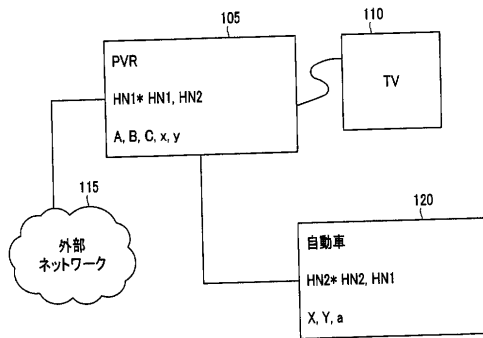 105
PVR
HN1* HN1, HN2
A, B, C, x, y
110
TV
115
外部
ネットワーク
120
自動車
HN2* HN2, HN1
X, Y, a